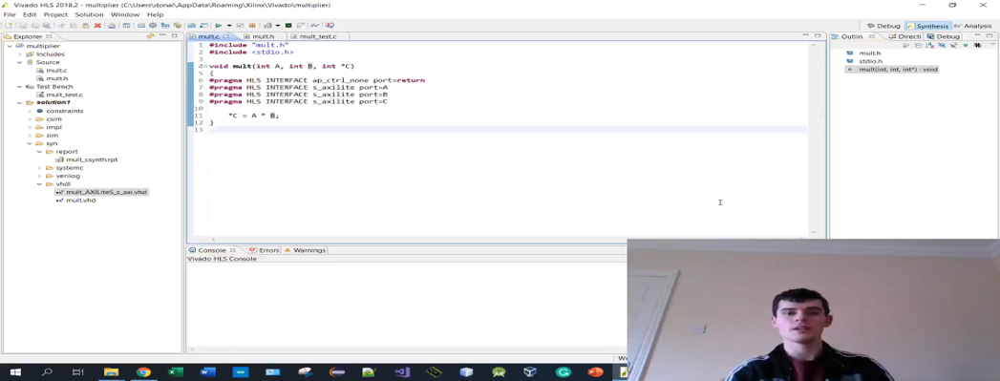 Vivado HLS 2018.2 - multiplier (C:\Users\donal\AppData\Roaming\Xilinx\Vivado\multiplier)
File Edit Project Solution Window Help
Debug Synthesis Analysis
Explorer
multiplier
Includes
Source
mult.c
mult.h
Test Bench
mult_test.c
solution1
constraints
csim
impl
sim
syn
report
mult_csynth.rpt
systemc
verilog
vhdl
mult_AXILiteS_s_axi.vhd
mult.vhd
mult.c mult.h mult_test.c
1 #include "mult.h"
2 #include <stdio.h>
3
4 void mult(int A, int B, int *C)
5 {
6 #pragma HLS INTERFACE ap_ctrl_none port=return
7 #pragma HLS INTERFACE s_axilite port=A
8 #pragma HLS INTERFACE s_axilite port=B
9 #pragma HLS INTERFACE s_axilite port=C
10
11 *C = A * B;
12 }
13
Outlin Directi Debug
mult.h
stdio.h
mult(int, int, int*) : void
Console Errors Warnings
Vivado HLS Console